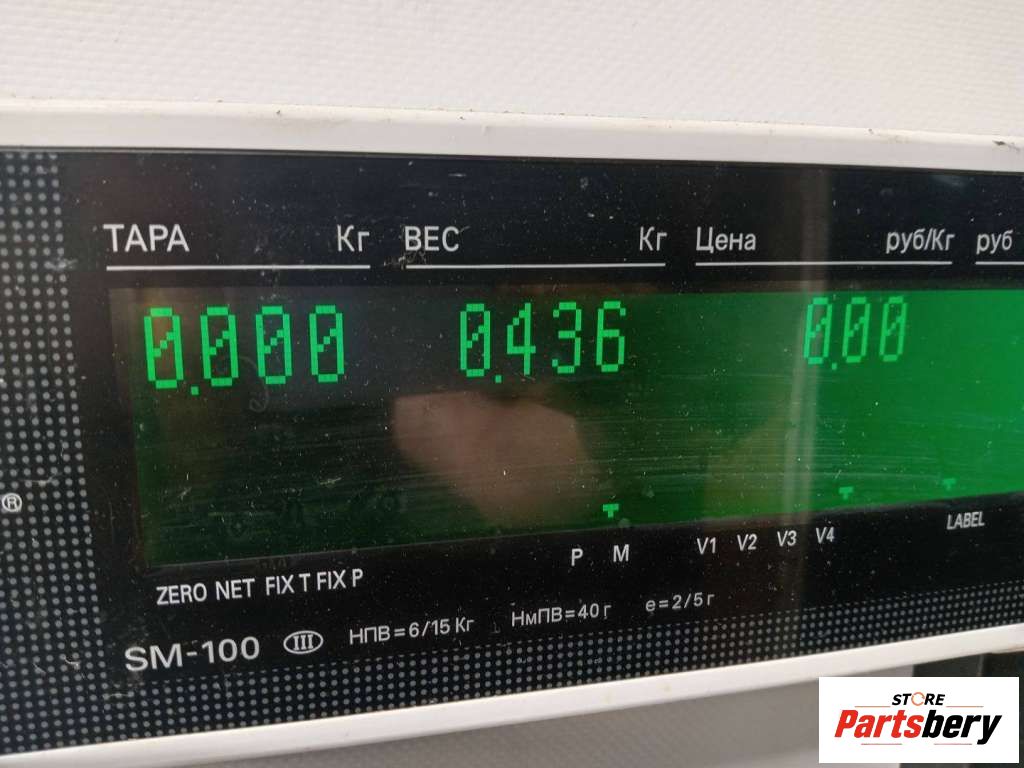 ТАРА Кг ВЕС Кг Цена руб/Кг руб
0.000 0.436 0.00
®
P M V1 V2 V3 V4 LABEL
ZERO NET FIX T FIX P
SM-100 III НПВ=6/15 Кг НмПВ=40 г e=2/5 г
STORE
Partsbery